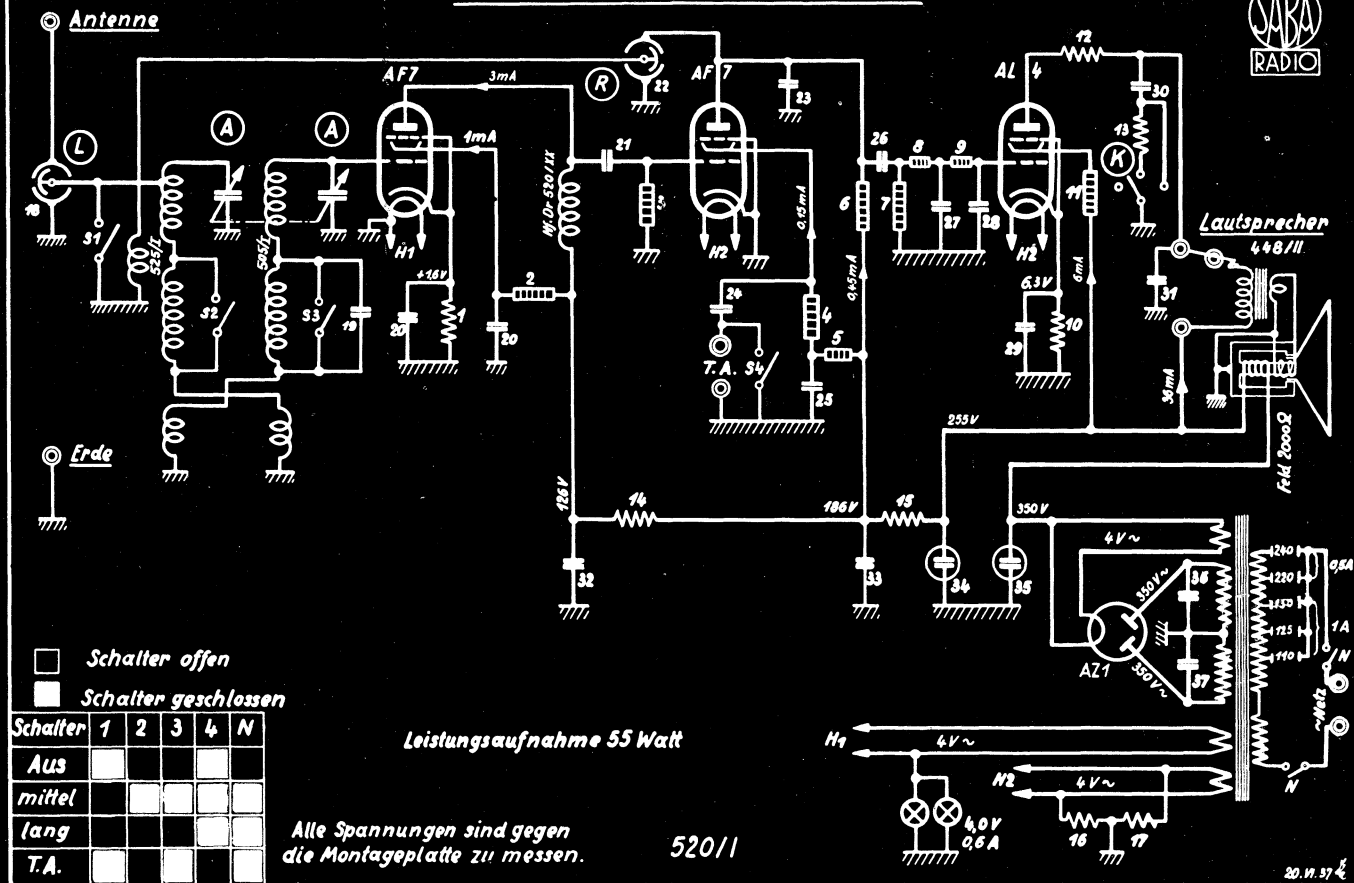 Antenne
SABA
RADIO
L
18
S1
525/I
A
A
S2
505/I
S3
19
AF7
3mA
1mA
H1
+1,6V
20
1
2
20
Hf. Dr 520/XX
21
R
22
AF7
23
H2
0,15mA
24
T.A.
S4
4
5
25
6
0,45mA
26
7
8
9
27
28
AL 4
12
H2
6,3V
29
10
11
6mA
30
13
K
31
Lautsprecher
448/II
36mA
Feld 2000Ω
Erde
255V
126V
14
186V
15
350V
32
33
34
35
4V~
350V~
36
350V~
37
AZ1
240
220
150
125
110
0,5A
1A
N
~Netz
N
Schalter offen
Schalter geschlossen
Schalter 1 2 3 4 N
Aus
mittel
lang
T.A.
Leistungsaufnahme 55 Watt
Alle Spannungen sind gegen
die Montageplatte zu messen.
520/I
H1
4V~
H2
4V~
4,0V
0,6A
16
17